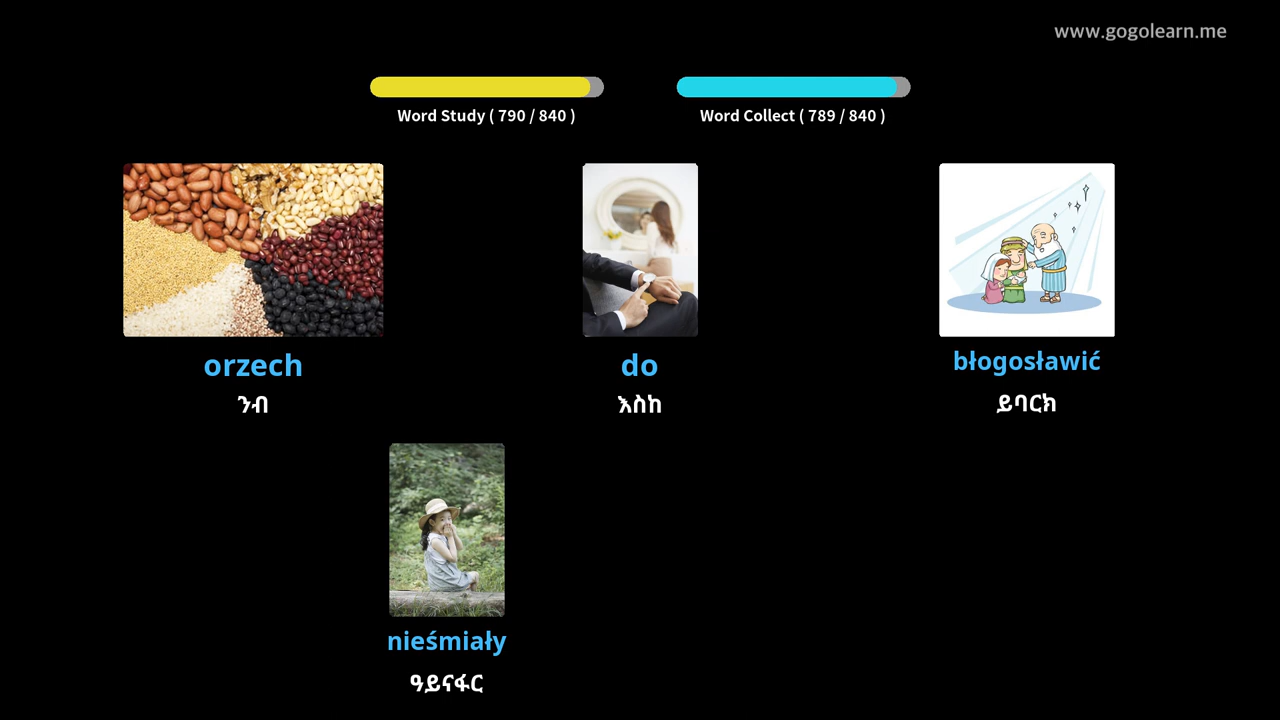 www.gogolearn.me
Word Study ( 790 / 840 )
Word Collect ( 789 / 840 )
orzech
ንብ
do
እስከ
błogosławić
ይባርክ
nieśmiały
ዓይናፋር